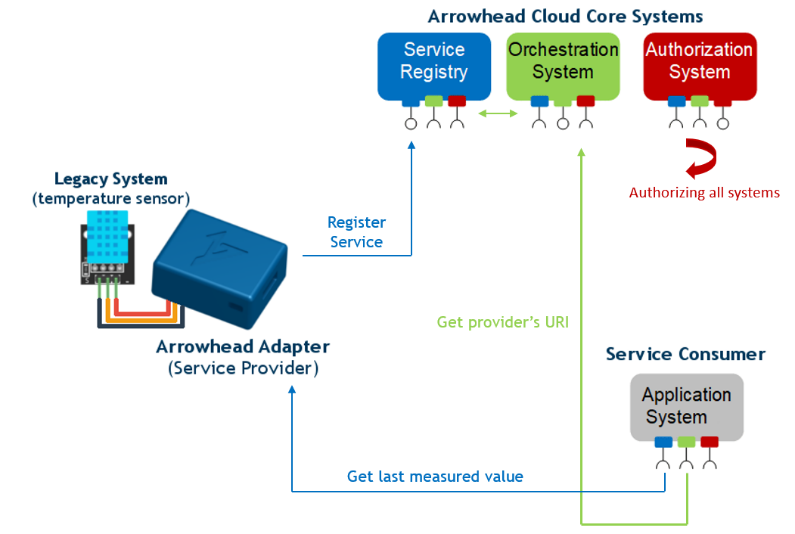 Arrowhead Cloud Core Systems
Service
Registry
Orchestration
System
Authorization
System
Authorizing all systems
Legacy System
(temperature sensor)
Register
Service
Arrowhead Adapter
(Service Provider)
Get provider's URI
Service Consumer
Application
System
Get last measured value